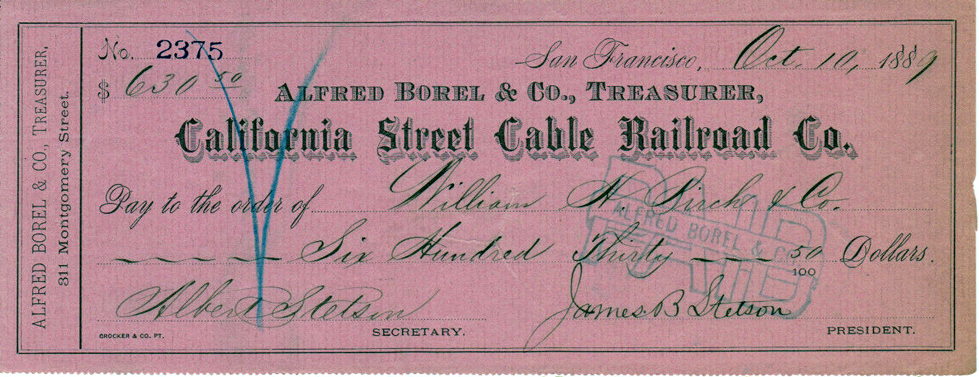 ALFRED BOREL & CO., TREASURER,
311 Montgomery Street.
No. 2375
San Francisco, Oct. 10, 1889
$ 630 50
ALFRED BOREL & CO., TREASURER,
California Street Cable Railroad Co.
Pay to the order of William H Birch & Co.
Six Hundred Thirty 50/100 Dollars.
ALFRED BOREL & CO
PAID
Albert Stetson SECRETARY.
James B Stetson PRESIDENT.
CROCKER & CO. PT.